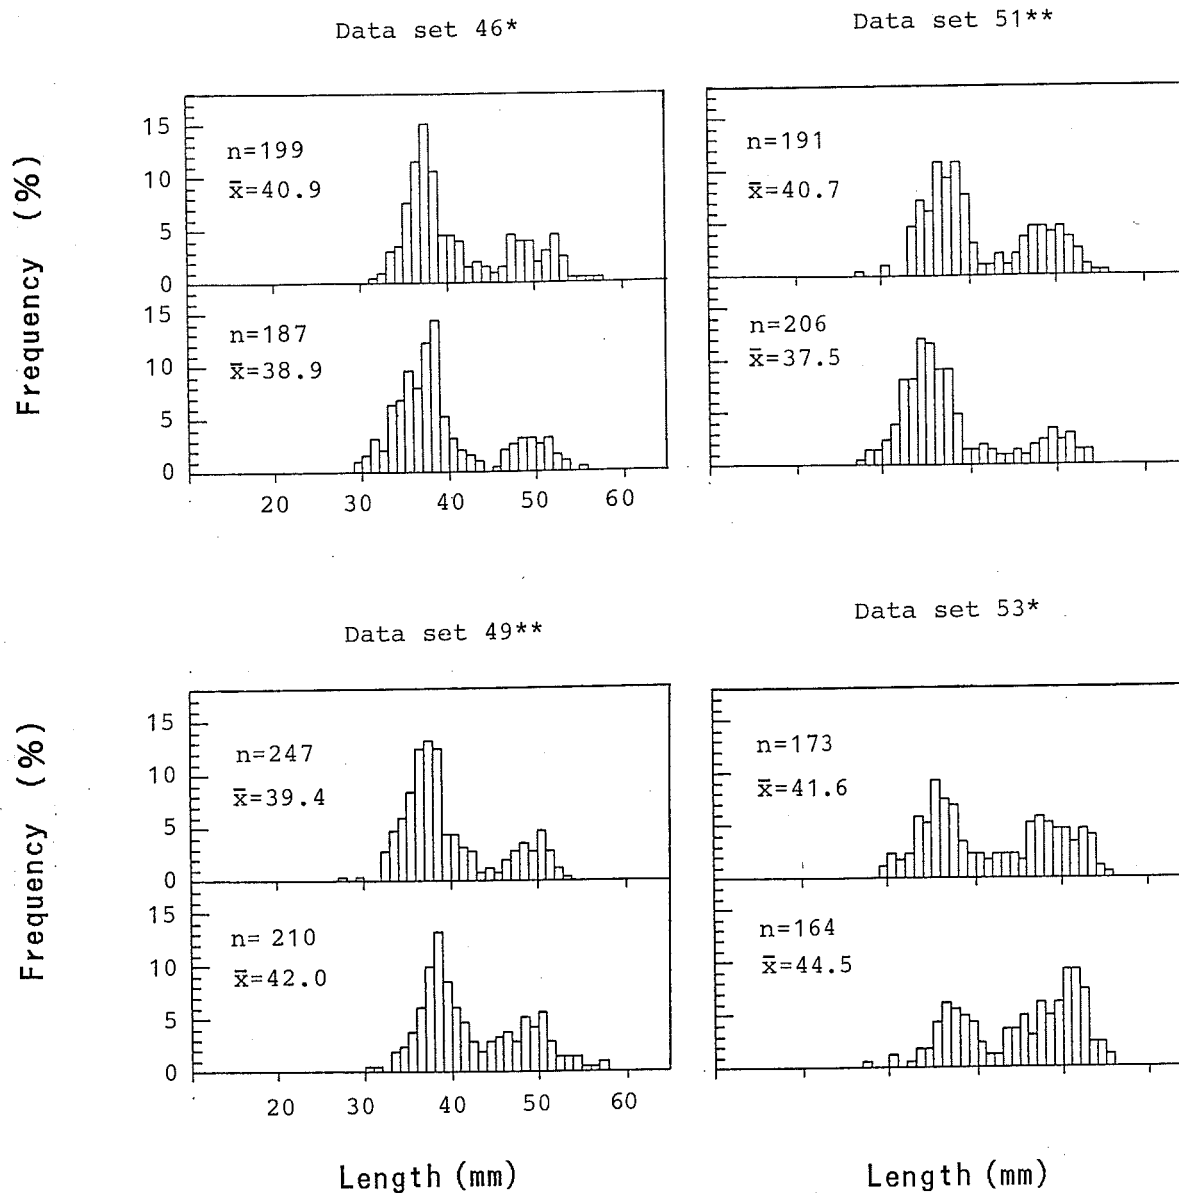 Data set 46*
Data set 51**
Frequency (%)
15
10
5
0
n=199
x̄=40.9
15
10
5
0
n=187
x̄=38.9
20 30 40 50 60
n=191
x̄=40.7
n=206
x̄=37.5
Data set 49**
Data set 53*
Frequency (%)
15
10
5
0
n=247
x̄=39.4
15
10
5
0
n= 210
x̄=42.0
20 30 40 50 60
n=173
x̄=41.6
n=164
x̄=44.5
Length (mm)
Length (mm)